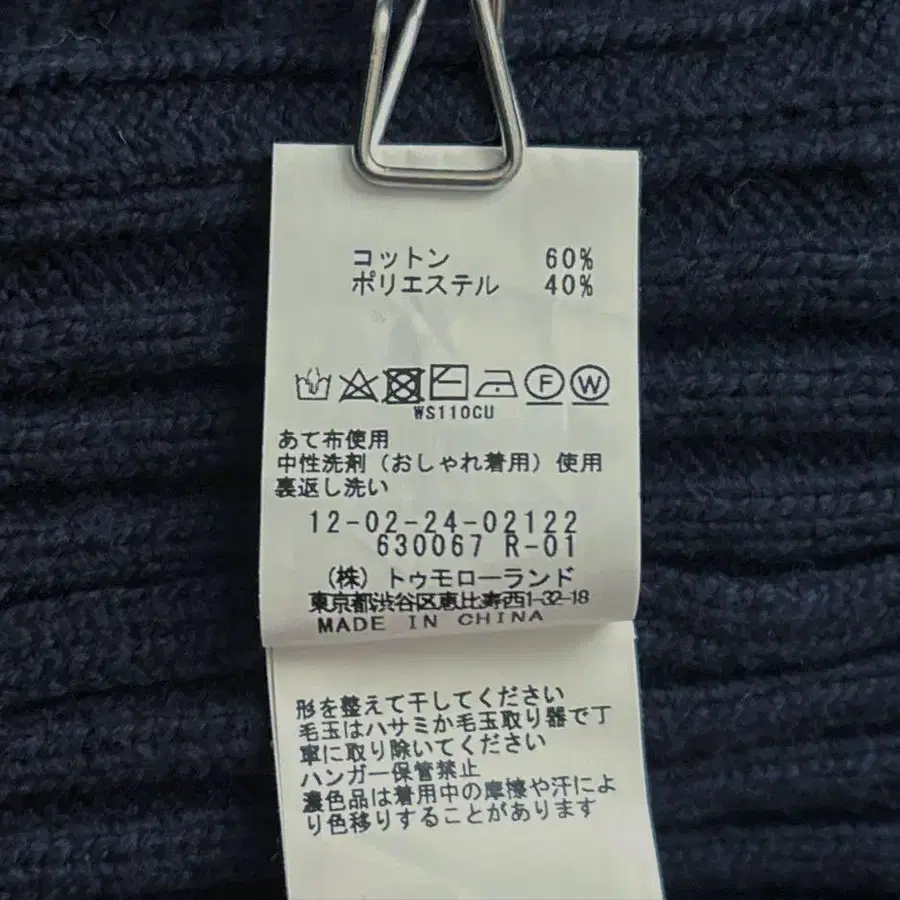 コットン 60%
ポリエステル 40%
F W
WS110CU
あて布使用
中性洗剤（おしゃれ着用）使用
裏返し洗い
12-02-24-02122
630067 R-01
（株）トゥモローランド
東京都渋谷区恵比寿西1-32-18
MADE IN CHINA
形を整えて干してください
毛玉はハサミか毛玉取り器で丁
寧に取り除いてください
ハンガー保管禁止
濃色品は着用中の摩擦や汗によ
り色移りすることがあります